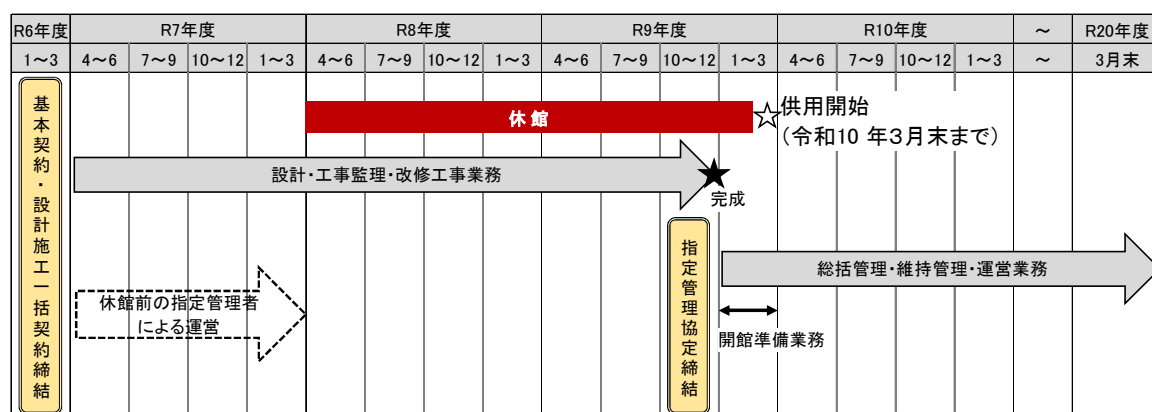 R6年度 R7年度 R8年度 R9年度 R10年度 ～ R20年度
1～3 4～6 7～9 10～12 1～3 4～6 7～9 10～12 1～3 4～6 7～9 10～12 1～3 4～6 7～9 10～12 1～3 ～ 3月末
基本契約・設計施工一括契約締結
休館
☆供用開始
（令和10 年3月末まで）
設計・工事監理・改修工事業務
★
完成
指定管理協定締結
総括管理・維持管理・運営業務
休館前の指定管理者
による運営
開館準備業務